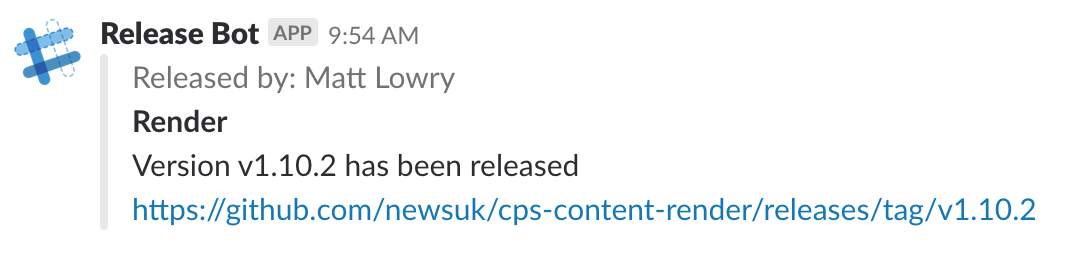 Release Bot APP 9:54 AM
Released by: Matt Lowry
Render
Version v1.10.2 has been released
https://github.com/newsuk/cps-content-render/releases/tag/v1.10.2